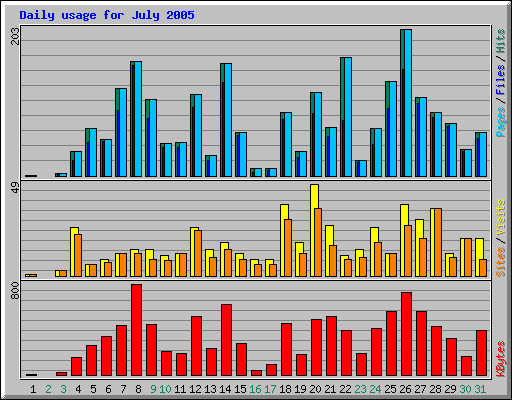 Daily usage for July 2005
203
Pages / Files / Hits
49
Sites / Visits
800
KBytes
1 2 3 4 5 6 7 8 9 10 11 12 13 14 15 16 17 18 19 20 21 22 23 24 25 26 27 28 29 30 31